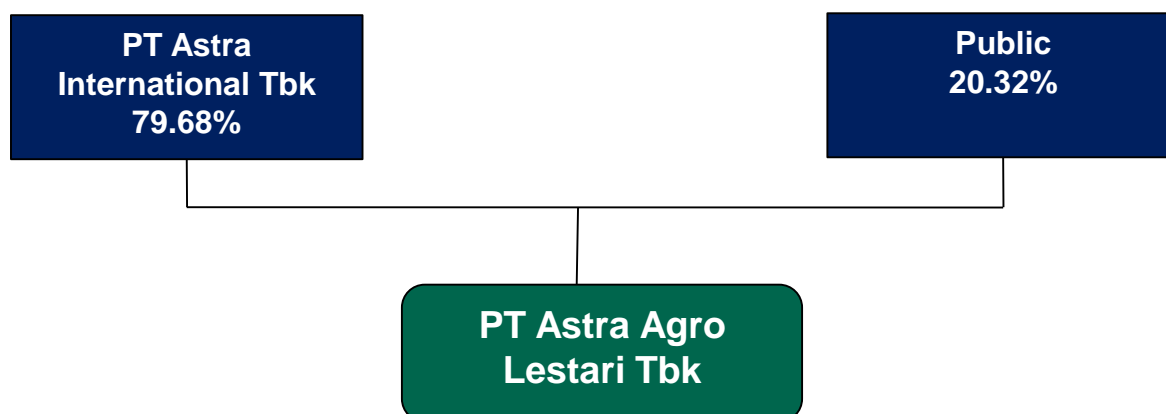 PT Astra
International Tbk
79.68%
Public
20.32%
PT Astra Agro
Lestari Tbk